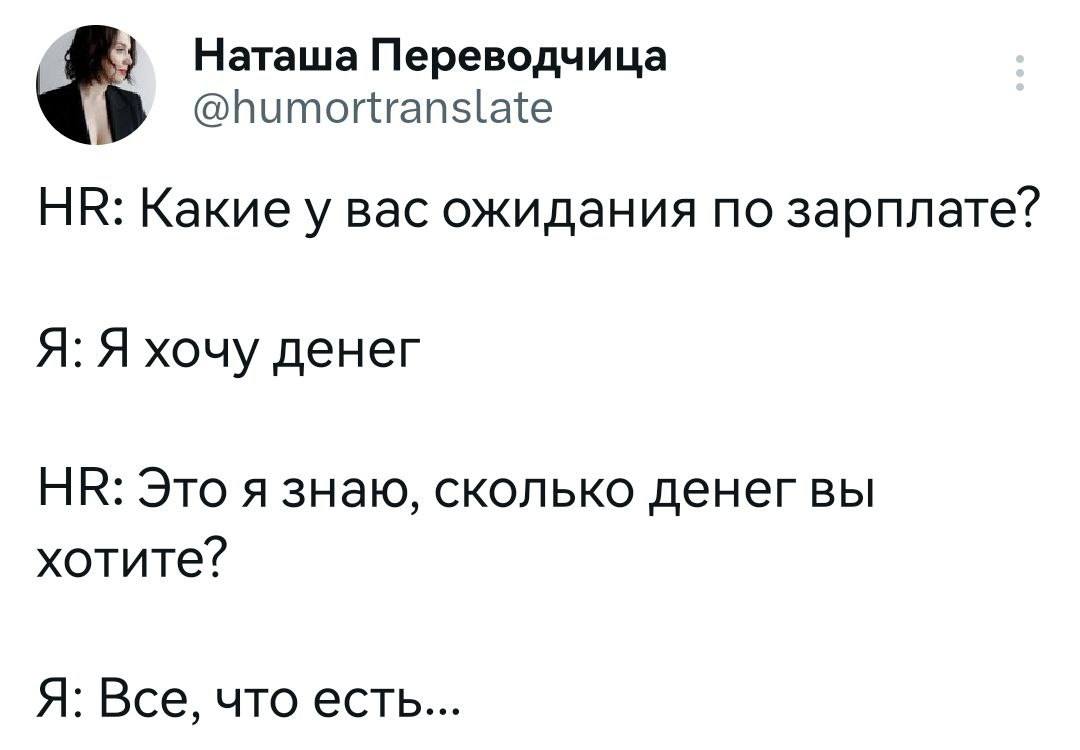 Наташа Переводчица
@humortranslate
HR: Какие у вас ожидания по зарплате?
Я: Я хочу денег
HR: Это я знаю, сколько денег вы
хотите?
Я: Все, что есть...